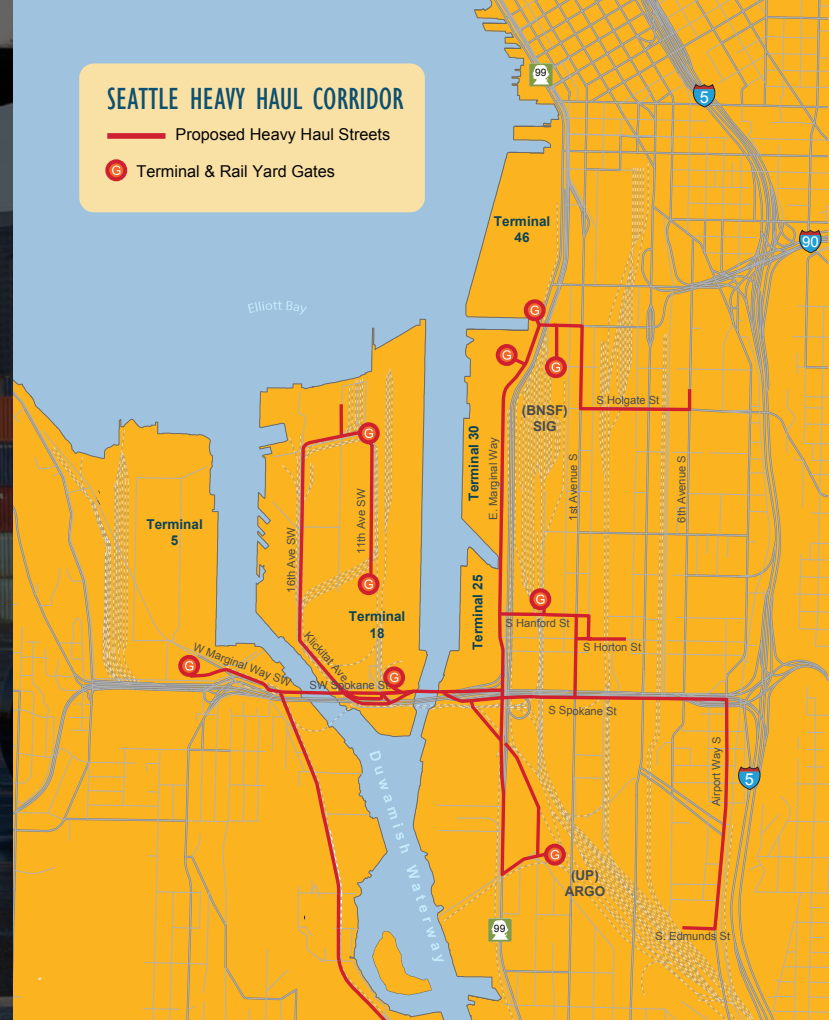 SEATTLE HEAVY HAUL CORRIDOR
Proposed Heavy Haul Streets
G Terminal & Rail Yard Gates
99
5
90
Terminal
46
Elliott Bay
G
G
G
S Holgate St
(BNSF)
SIG
G
Terminal 30
E. Marginal Way
1st Avenue S
6th Avenue S
Terminal
5
16th Ave SW
11th Ave SW
G
G
Terminal
18
Terminal 25
S Hanford St
S Horton St
Klickitat Ave
W Marginal Way SW
G
G
SW Spokane St
S Spokane St
Duwamish Waterway
Airport Way S
5
G
(UP)
ARGO
99
S. Edmunds St